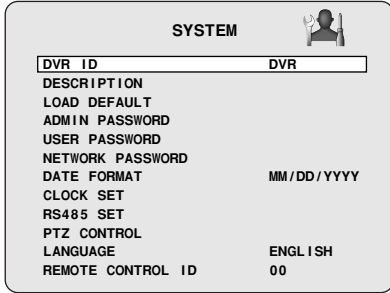 SYSTEM
DVR ID DVR
DESCRIPTION
LOAD DEFAULT
ADMIN PASSWORD
USER PASSWORD
NETWORK PASSWORD
DATE FORMAT MM/DD/YYYY
CLOCK SET
RS485 SET
PTZ CONTROL
LANGUAGE ENGLISH
REMOTE CONTROL ID 00